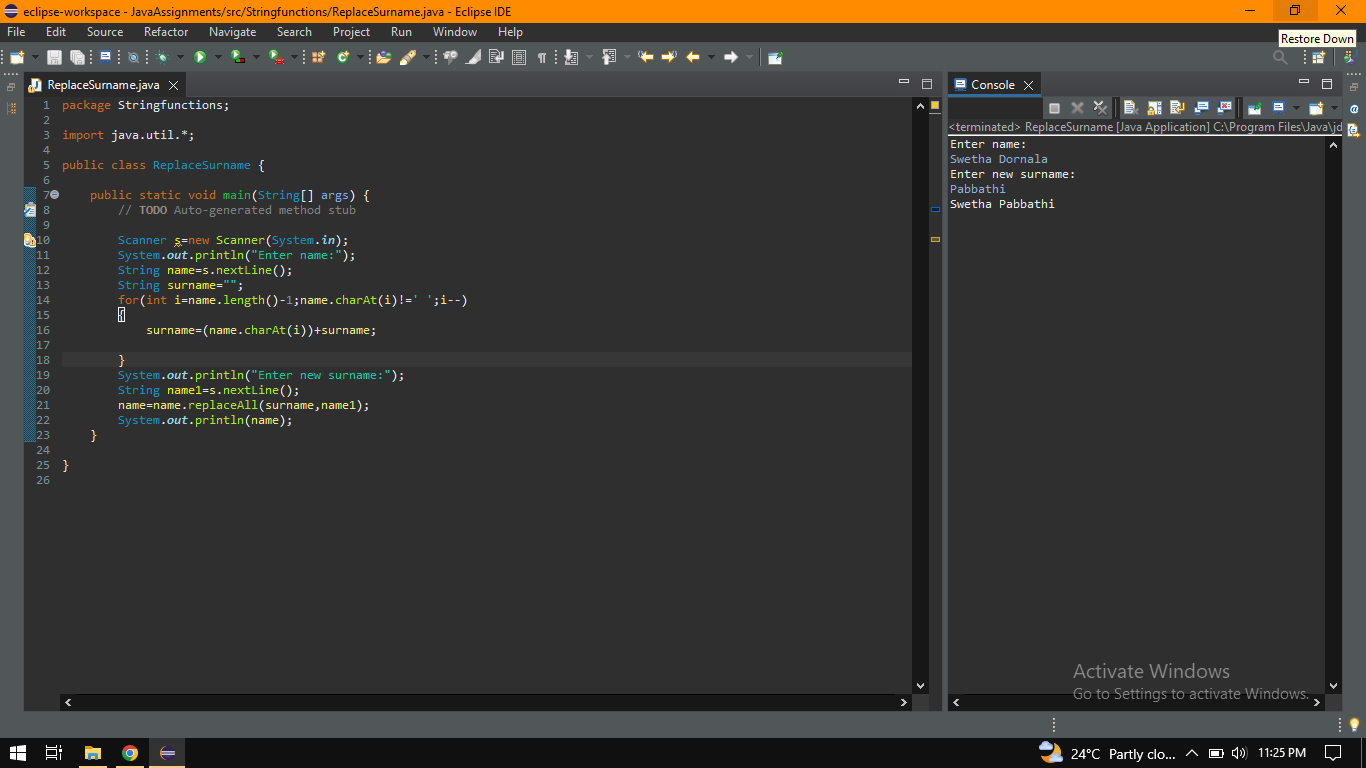 eclipse-workspace - JavaAssignments/src/Stringfunctions/ReplaceSurname.java - Eclipse IDE
File Edit Source Refactor Navigate Search Project Run Window Help
Restore Down
ReplaceSurname.java
1 package Stringfunctions;
2
3 import java.util.*;
4
5 public class ReplaceSurname {
6
7 public static void main(String[] args) {
8 // TODO Auto-generated method stub
9
10 Scanner s=new Scanner(System.in);
11 System.out.println("Enter name:");
12 String name=s.nextLine();
13 String surname="";
14 for(int i=name.length()-1;name.charAt(i)!=' ';i--)
15 {
16 surname=(name.charAt(i))+surname;
17
18 }
19 System.out.println("Enter new surname:");
20 String name1=s.nextLine();
21 name=name.replaceAll(surname,name1);
22 System.out.println(name);
23 }
24
25 }
26
Console
<terminated> ReplaceSurname [Java Application] C:\Program Files\Java\jd
Enter name:
Swetha Dornala
Enter new surname:
Pabbathi
Swetha Pabbathi
Activate Windows
Go to Settings to activate Windows.
24°C Partly clo... 11:25 PM